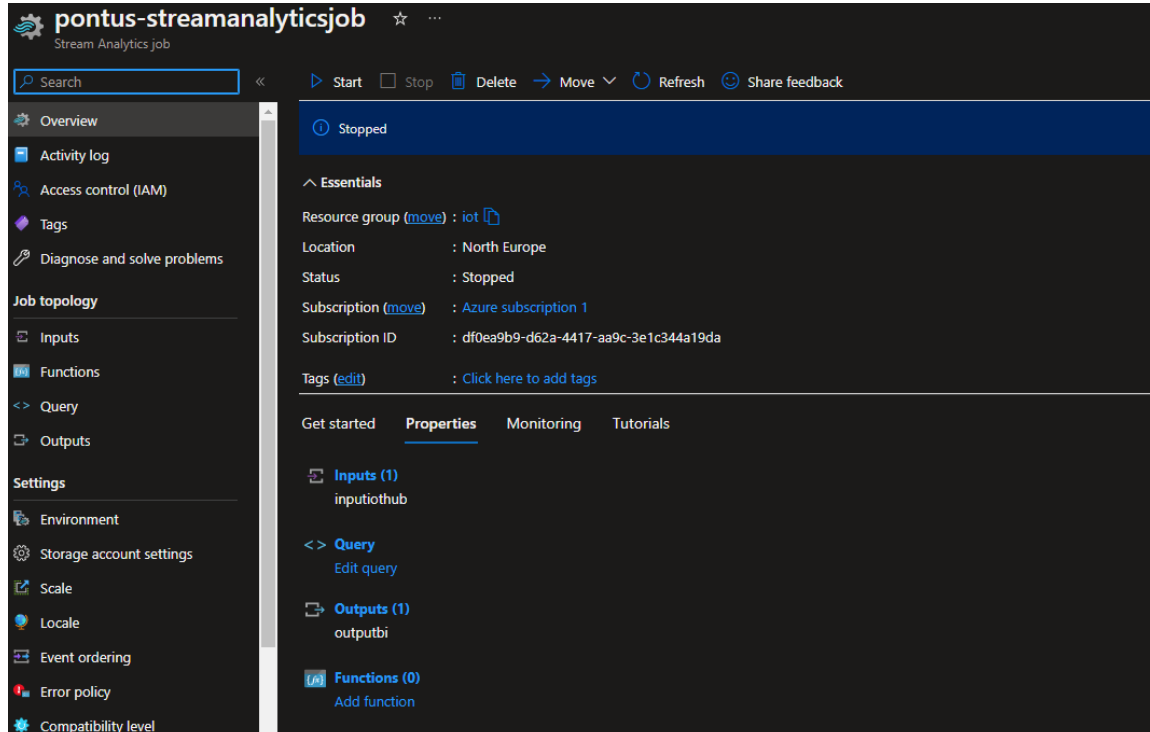 pontus-streamanalyticsjob
Stream Analytics job
Search
Start Stop Delete Move Refresh Share feedback
Overview
Activity log
Access control (IAM)
Tags
Diagnose and solve problems
Job topology
Inputs
Functions
Query
Outputs
Settings
Environment
Storage account settings
Scale
Locale
Event ordering
Error policy
Compatibility level
Stopped
Essentials
Resource group (move) : iot
Location : North Europe
Status : Stopped
Subscription (move) : Azure subscription 1
Subscription ID : df0ea9b9-d62a-4417-aa9c-3e1c344a19da
Tags (edit) : Click here to add tags
Get started Properties Monitoring Tutorials
Inputs (1)
inputiothub
Query
Edit query
Outputs (1)
outputbi
Functions (0)
Add function